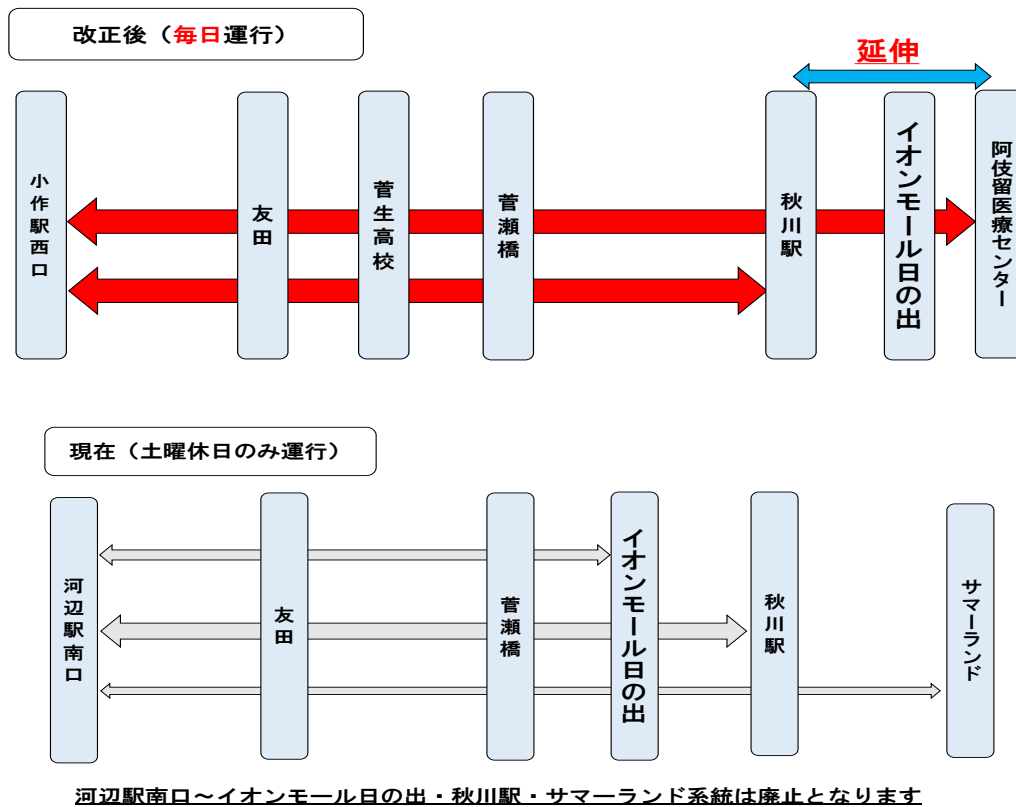 改正後（毎日運行）
延伸
小作駅西口
友田
菅生高校
菅瀬橋
秋川駅
イオンモール日の出
阿伎留医療センター
現在（土曜休日のみ運行）
河辺駅南口
友田
菅瀬橋
イオンモール日の出
秋川駅
サマーランド
河辺駅南口～イオンモール日の出・秋川駅・サマーランド系統は廃止となります